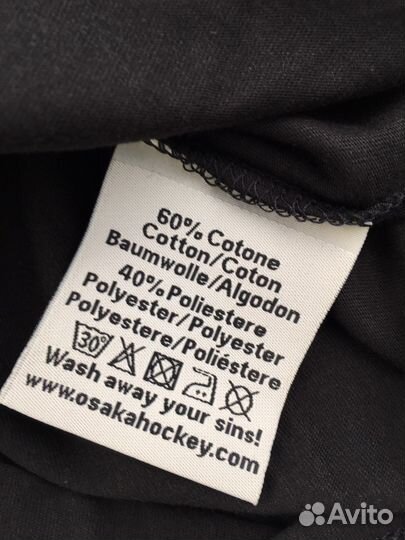 60% Cotone
Cotton/Coton
Baumwolle/Algodon
40% Poliestere
Polyester/Polyester
Polyestere/Poliéstere
30°
Wash away your sins!
www.osakahockey.com
Avito